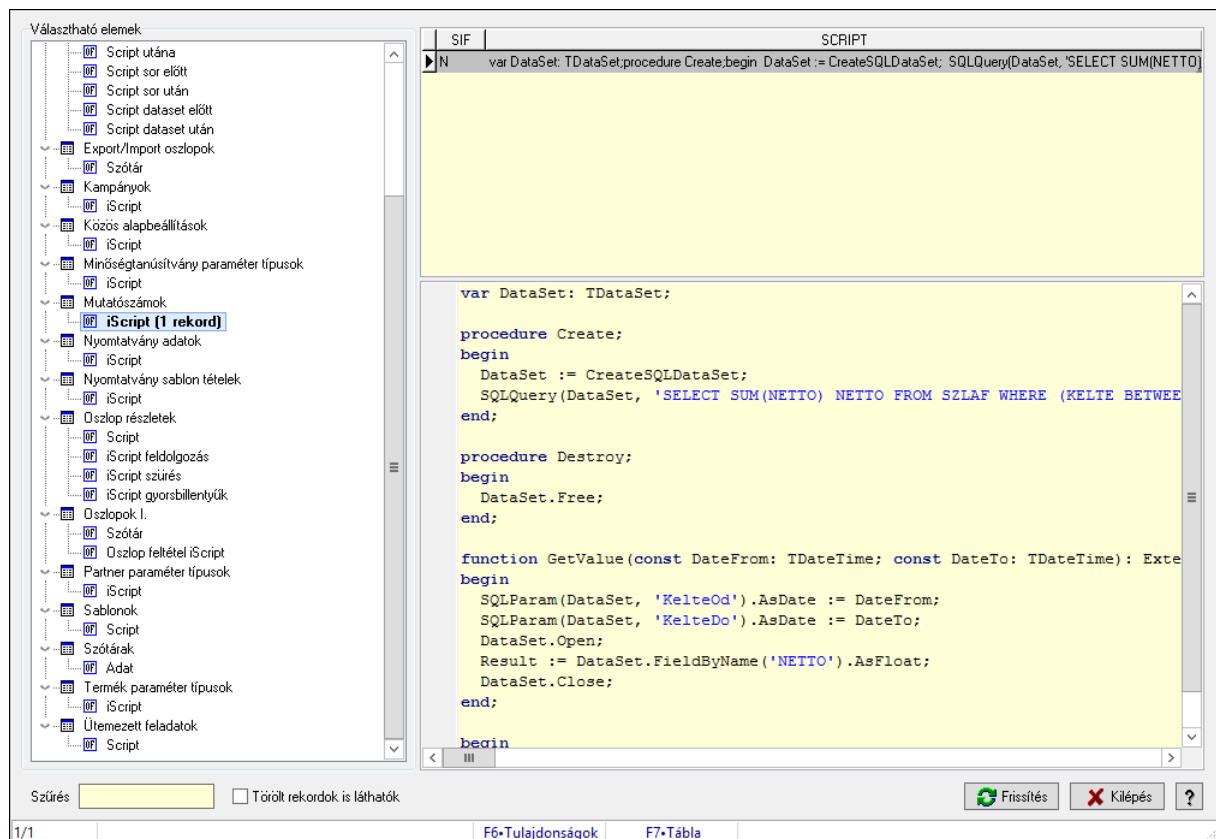 Választható elemek
Script utána
Script sor előtt
Script sor után
Script dataset előtt
Script dataset után
Export/Import oszlopok
Szótár
Kampányok
iScript
Közös alapbeállítások
iScript
Minőségtanúsítvány paraméter típusok
iScript
Mutatószámok
iScript (1 rekord)
Nyomtatvány adatok
iScript
Nyomtatvány sablon tételek
iScript
Oszlop részletek
Script
iScript feldolgozás
iScript szürés
iScript gyorsbillentyűk
Oszlopok I.
Szótár
Oszlop feltétel iScript
Partner paraméter típusok
iScript
Sablonok
Script
Szótárak
Adat
Termék paraméter típusok
iScript
Ütemezett feladatok
Script
SIF SCRIPT
N var DataSet: TDataSet;procedure Create;begin DataSet := CreateSQLDataSet; SQLQuery(DataSet, 'SELECT SUM(NETTO)
var DataSet: TDataSet;
procedure Create;
begin
DataSet := CreateSQLDataSet;
SQLQuery(DataSet, 'SELECT SUM(NETTO) NETTO FROM SZLAF WHERE (KELTE BETWEE
end;
procedure Destroy;
begin
DataSet.Free;
end;
function GetValue(const DateFrom: TDateTime; const DateTo: TDateTime): Exte
begin
SQLParam(DataSet, 'KelteOd').AsDate := DateFrom;
SQLParam(DataSet, 'KelteDo').AsDate := DateTo;
DataSet.Open;
Result := DataSet.FieldByName('NETTO').AsFloat;
DataSet.Close;
end;
begin
Szűrés
Törölt rekordok is láthatók
Frissítés
Kilépés
?
1/1 F6•Tulajdonságok F7•Tábla